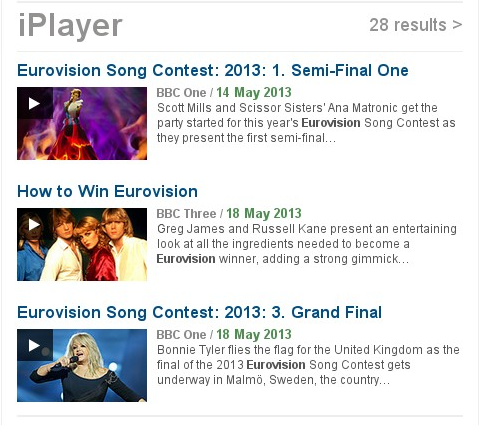 iPlayer
28 results >
Eurovision Song Contest: 2013: 1. Semi-Final One
BBC One / 14 May 2013
Scott Mills and Scissor Sisters' Ana Matronic get the
party started for this year's Eurovision Song Contest as
they present the first semi-final...
How to Win Eurovision
BBC Three / 18 May 2013
Greg James and Russell Kane present an entertaining
look at all the ingredients needed to become a
Eurovision winner, adding a strong gimmick...
Eurovision Song Contest: 2013: 3. Grand Final
BBC One / 18 May 2013
Bonnie Tyler flies the flag for the United Kingdom as the
final of the 2013 Eurovision Song Contest gets
underway in Malmö, Sweden, the country...